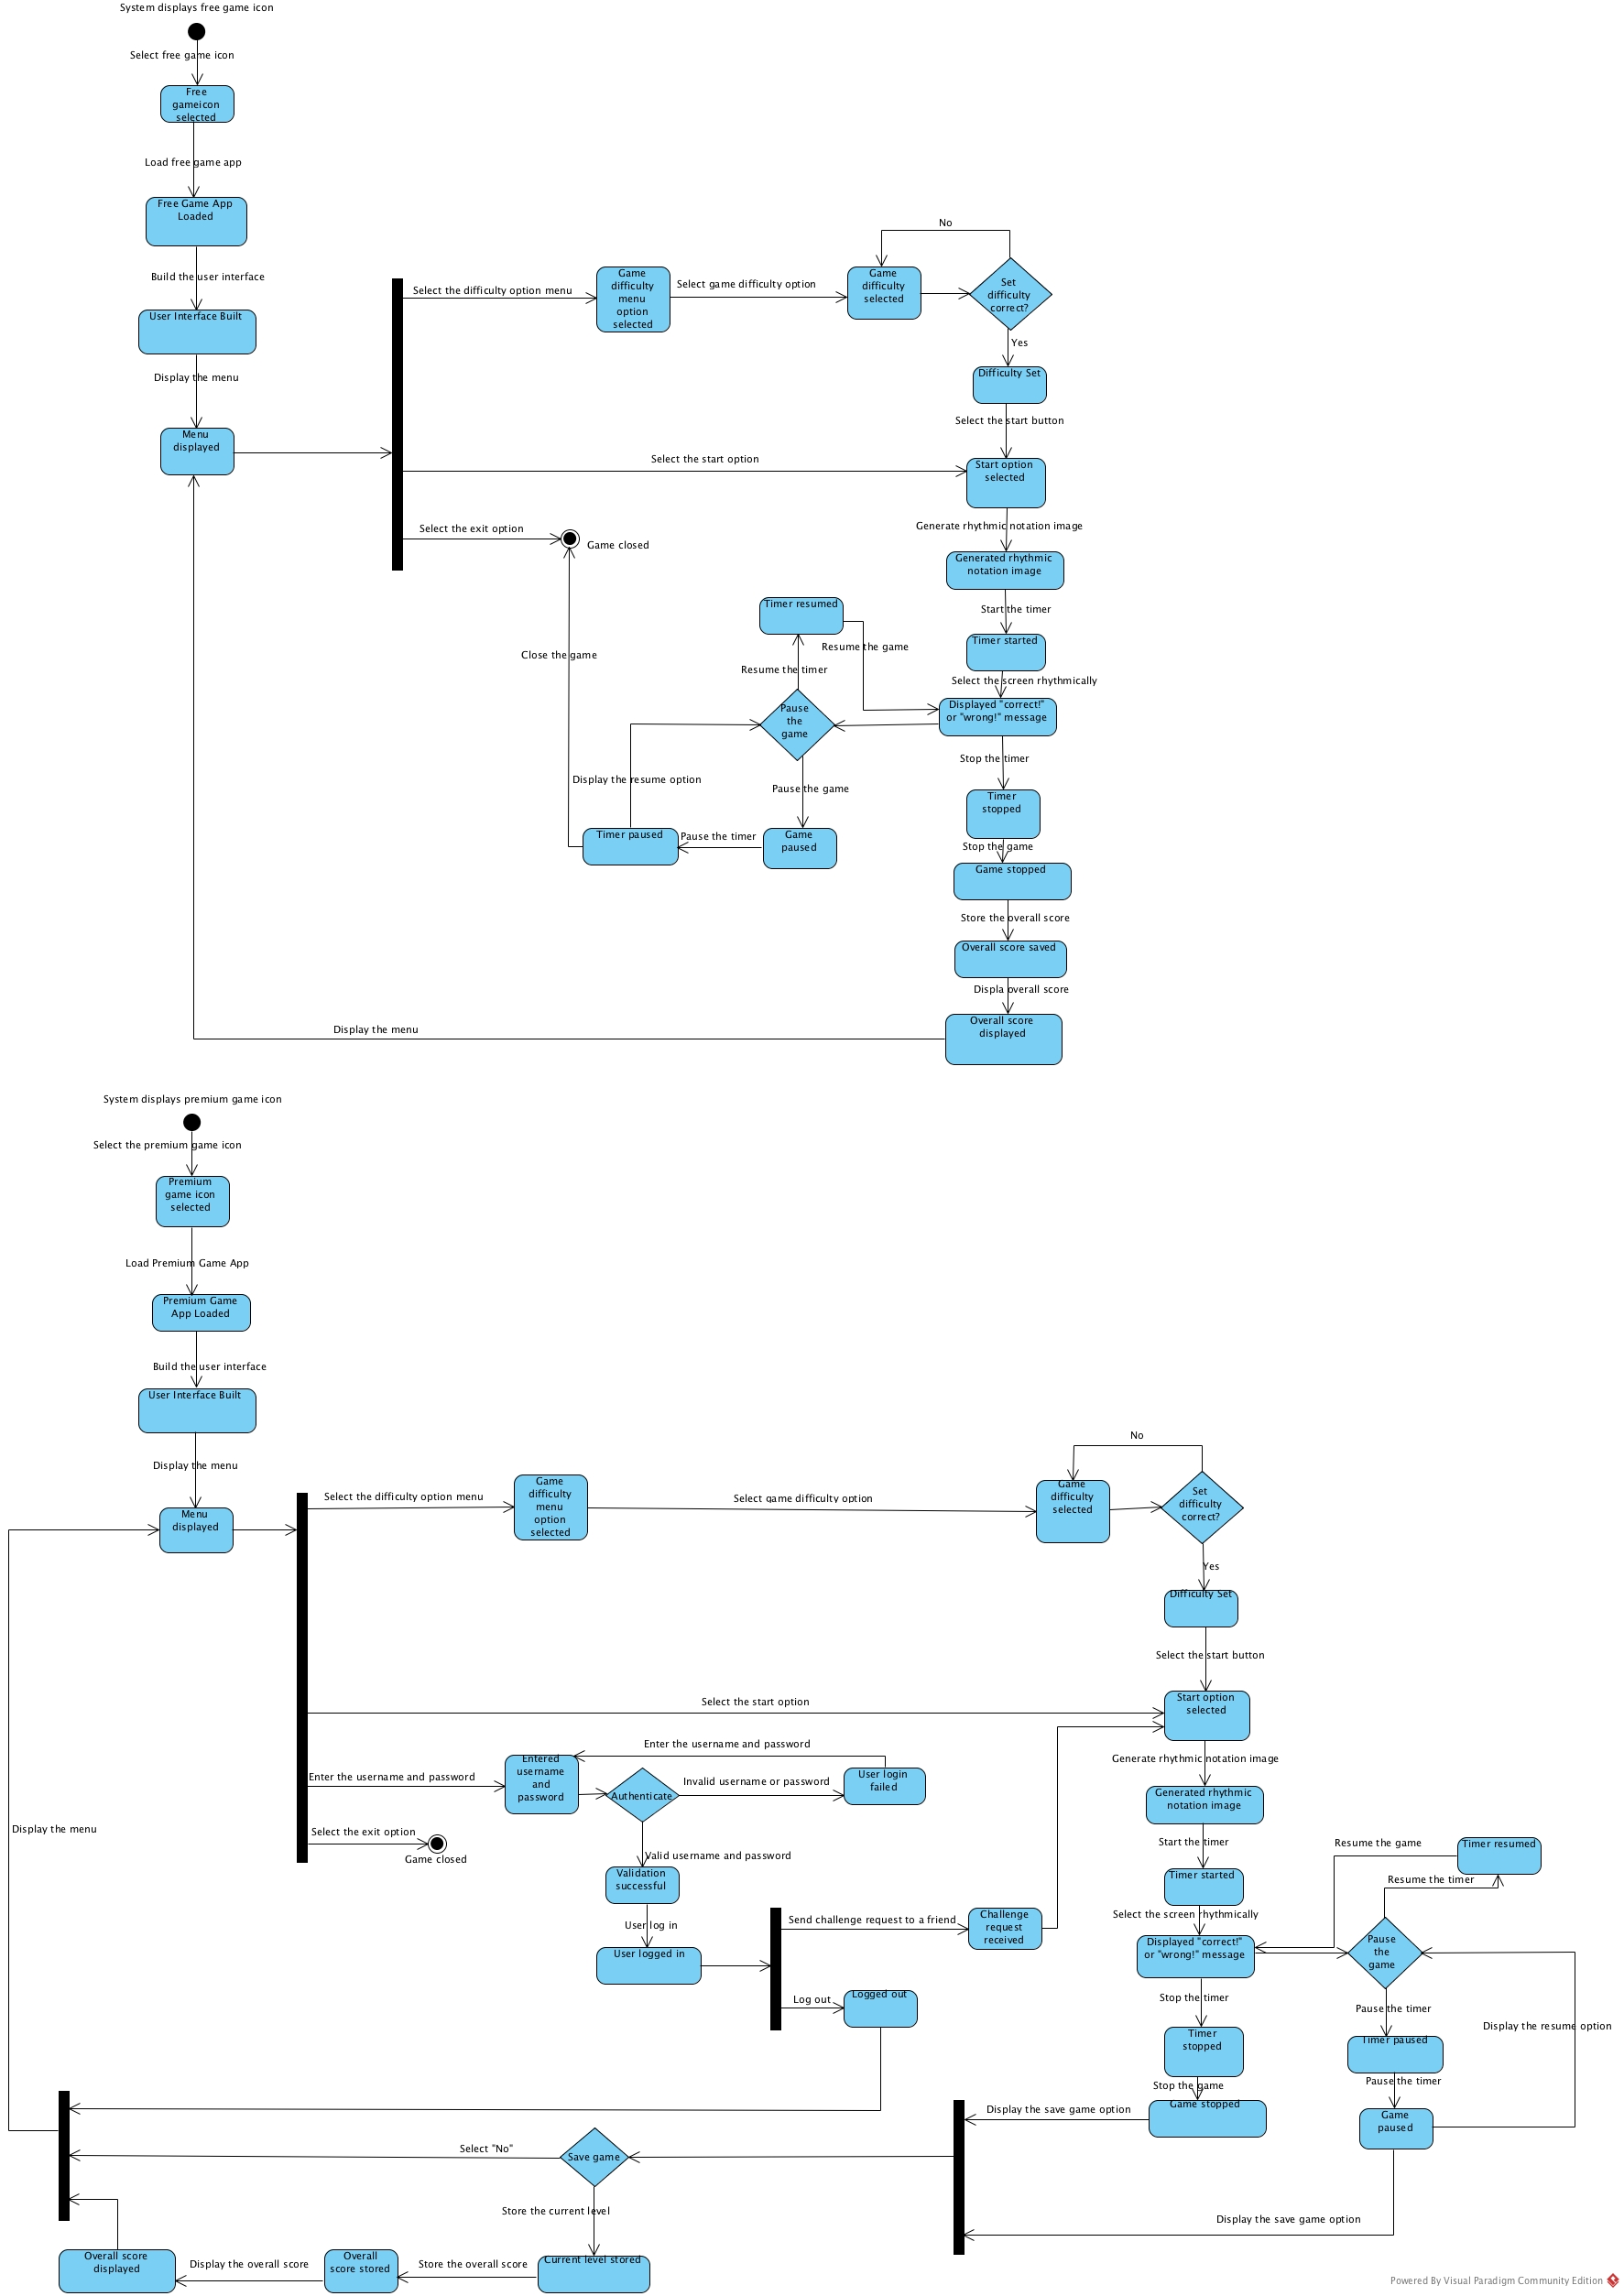 System displays free game icon
Select free game icon
Free
gameicon
selected
Load free game app
Free Game App
Loaded
Build the user interface
User Interface Built
Display the menu
Menu
displayed
Select the difficulty option menu
Game
difficulty
menu
option
selected
Select game difficulty option
Game
difficulty
selected
No
Set
difficulty
correct?
Yes
Difficulty Set
Select the start button
Select the start option
Start option
selected
Select the exit option
Game closed
Generate rhythmic notation image
Generated rhythmic
notation image
Start the timer
Timer started
Select the screen rhythmically
Displayed "correct!"
or "wrong!" message
Timer resumed
Resume the game
Resume the timer
Close the game
Pause
the
game
Display the resume option
Pause the game
Timer paused
Pause the timer
Game
paused
Stop the timer
Timer
stopped
Stop the game
Game stopped
Store the overall score
Overall score saved
Displa overall score
Overall score
displayed
Display the menu
System displays premium game icon
Select the premium game icon
Premium
game icon
selected
Load Premium Game App
Premium Game
App Loaded
Build the user interface
User Interface Built
Display the menu
Menu
displayed
Select the difficulty option menu
Game
difficulty
menu
option
selected
Select game difficulty option
Game
difficulty
selected
No
Set
difficulty
correct?
Yes
Difficulty Set
Select the start button
Select the start option
Start option
selected
Enter the username and password
Enter the username and password
Entered
username
and
password
Authenticate
Invalid username or password
User login
failed
Select the exit option
Game closed
Valid username and password
Validation
successful
User log in
User logged in
Send challenge request to a friend
Challenge
request
received
Log out
Logged out
Generate rhythmic notation image
Generated rhythmic
notation image
Start the timer
Timer started
Select the screen rhythmically
Displayed "correct!"
or "wrong!" message
Resume the game
Timer resumed
Resume the timer
Pause
the
game
Pause the timer
Display the resume option
Timer paused
Pause the timer
Game
paused
Stop the timer
Timer
stopped
Stop the game
Game stopped
Display the save game option
Display the save game option
Display the menu
Select "No"
Save game
Store the current level
Current level stored
Store the overall score
Overall
score stored
Display the overall score
Overall score
displayed
Powered By Visual Paradigm Community Edition